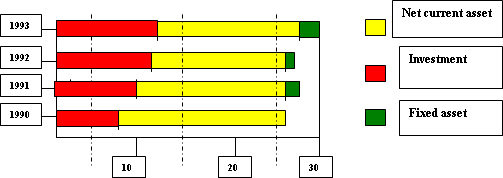 1993
1992
1991
1990
10
20
30
Net current asset
Investment
Fixed asset